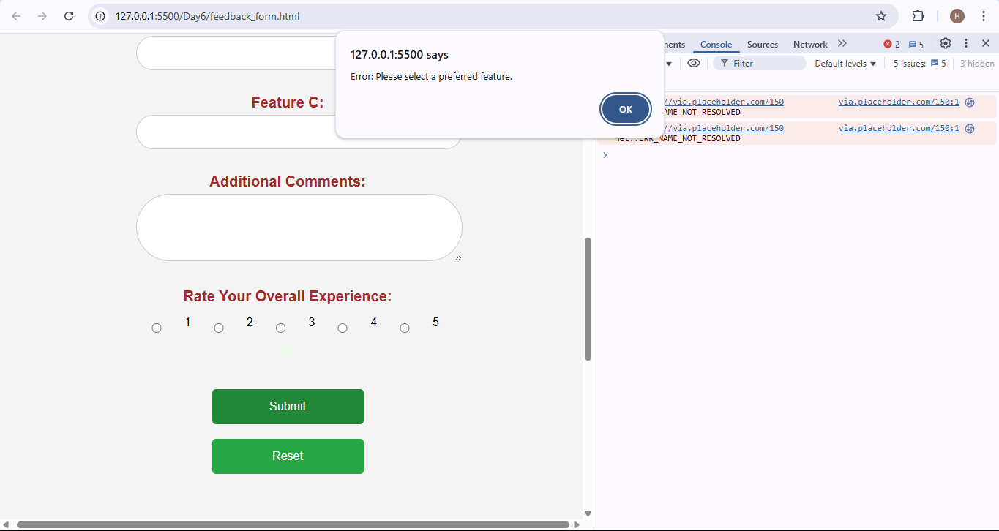 127.0.0.1:5500/Day6/feedback_form.html
H
127.0.0.1:5500 says
Error: Please select a preferred feature.
OK
Console
Sources
Network
2
5
Filter
Default levels
5 Issues:
5
3 hidden
//via.placeholder.com/150
via.placeholder.com/150:1
AME_NOT_RESOLVED
//via.placeholder.com/150
via.placeholder.com/150:1
net::ERR_NAME_NOT_RESOLVED
Feature C:
Additional Comments:
Rate Your Overall Experience:
1 2 3 4 5
Submit
Reset